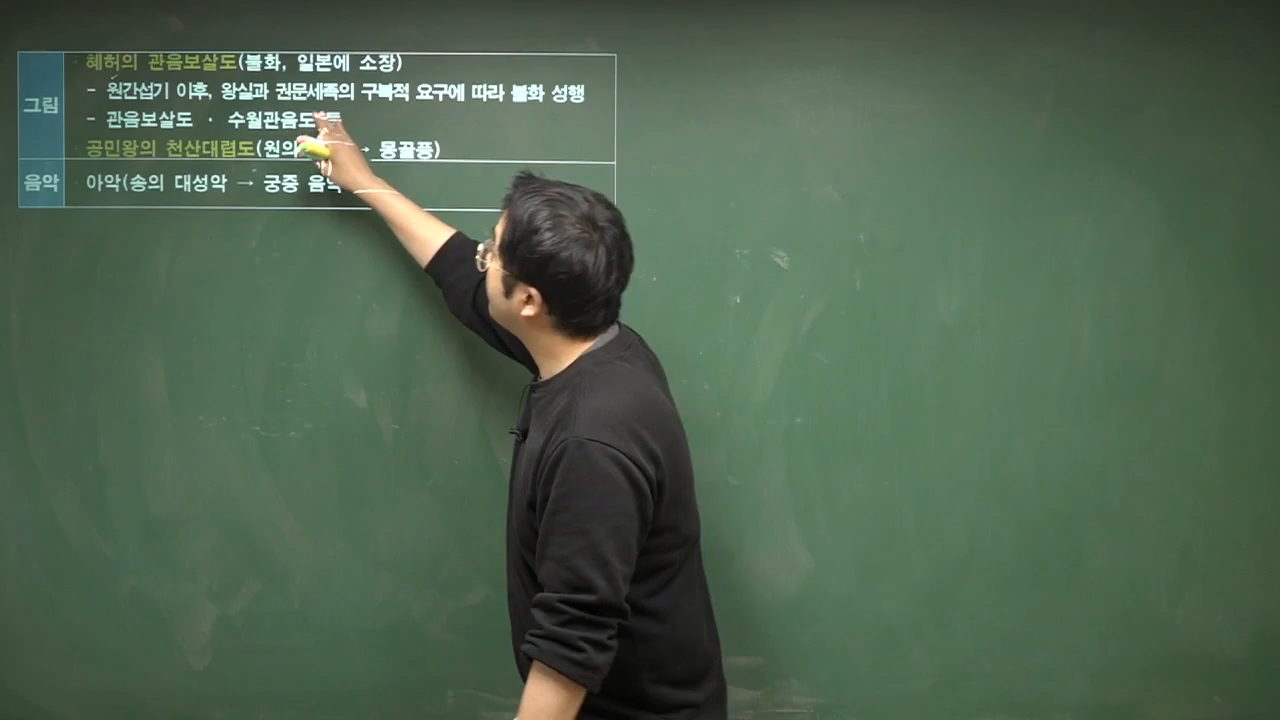 그림
· 혜허의 관음보살도(불화, 일본에 소장)
- 원간섭기 이후, 왕실과 권문세족의 구복적 요구에 따라 불화 성행
- 관음보살도 · 수월관음도 등
· 공민왕의 천산대렵도(원의 → 몽골풍)
음악
아악(송의 대성악 → 궁중 음악